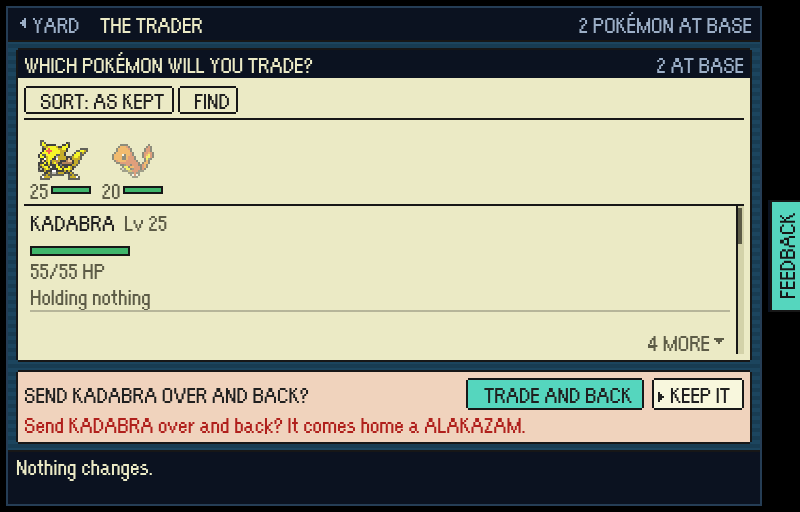 YARD THE TRADER 2 POKÉMON AT BASE
WHICH POKÉMON WILL YOU TRADE? 2 AT BASE
SORT: AS KEPT FIND
25 20
KADABRA Lv 25
55/55 HP
Holding nothing
4 MORE
SEND KADABRA OVER AND BACK? TRADE AND BACK KEEP IT
Send KADABRA over and back? It comes home a ALAKAZAM.
Nothing changes.
FEEDBACK